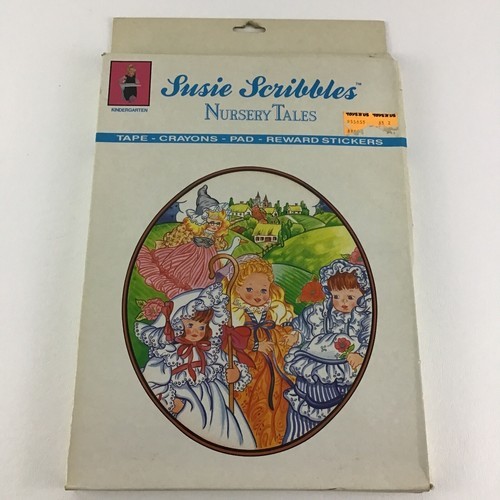 Susie Scribbles™
NURSERY TALES
KINDERGARTEN
TAPE - CRAYONS - PAD - REWARD STICKERS